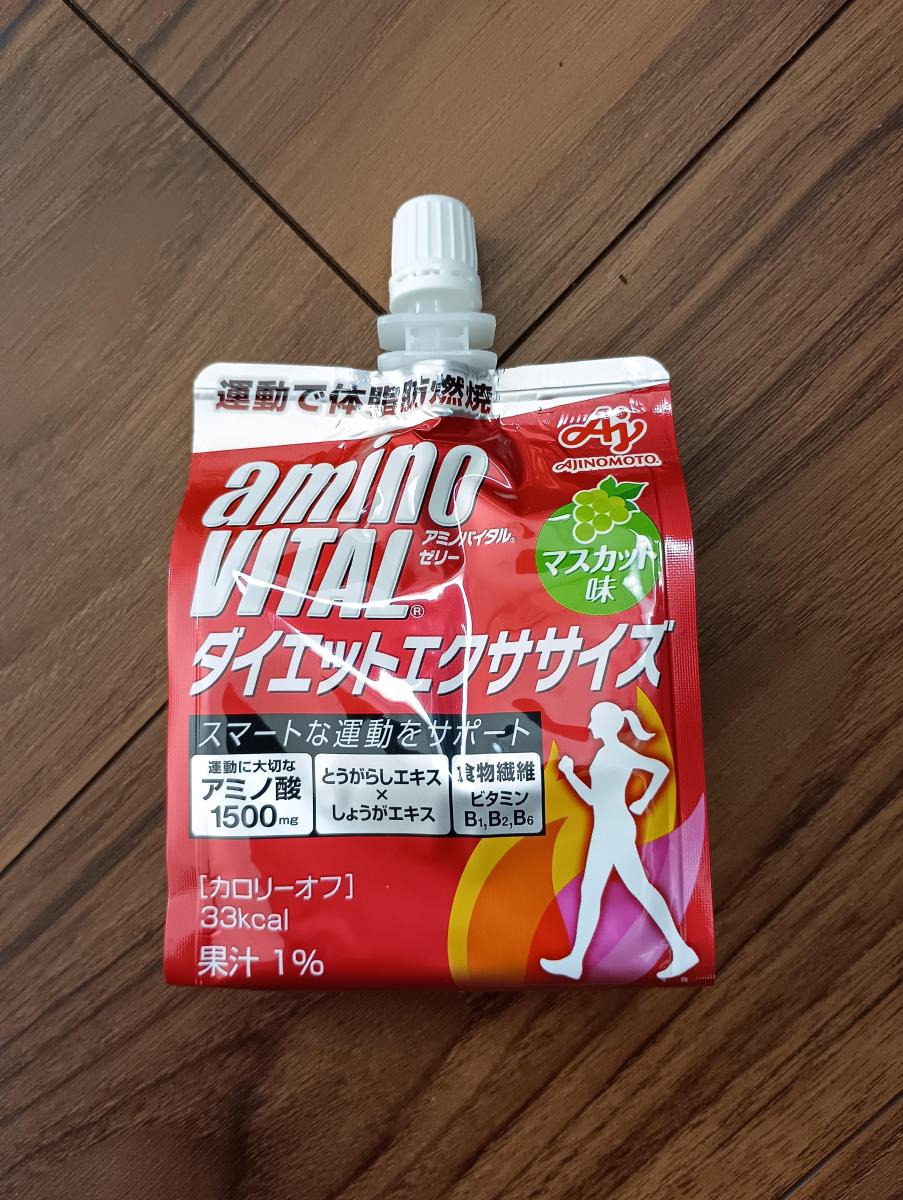 運動で体脂肪燃焼
Aj
AJINOMOTO®
amino
VITAL®
アミノバイタル®
ゼリー
マスカット
味
ダイエットエクササイズ
スマートな運動をサポート
運動に大切な
アミノ酸
1500mg
とうがらしエキス
×
しょうがエキス
食物繊維
ビタミン
B1,B2,B6
[カロリーオフ]
33kcal
果汁 1%